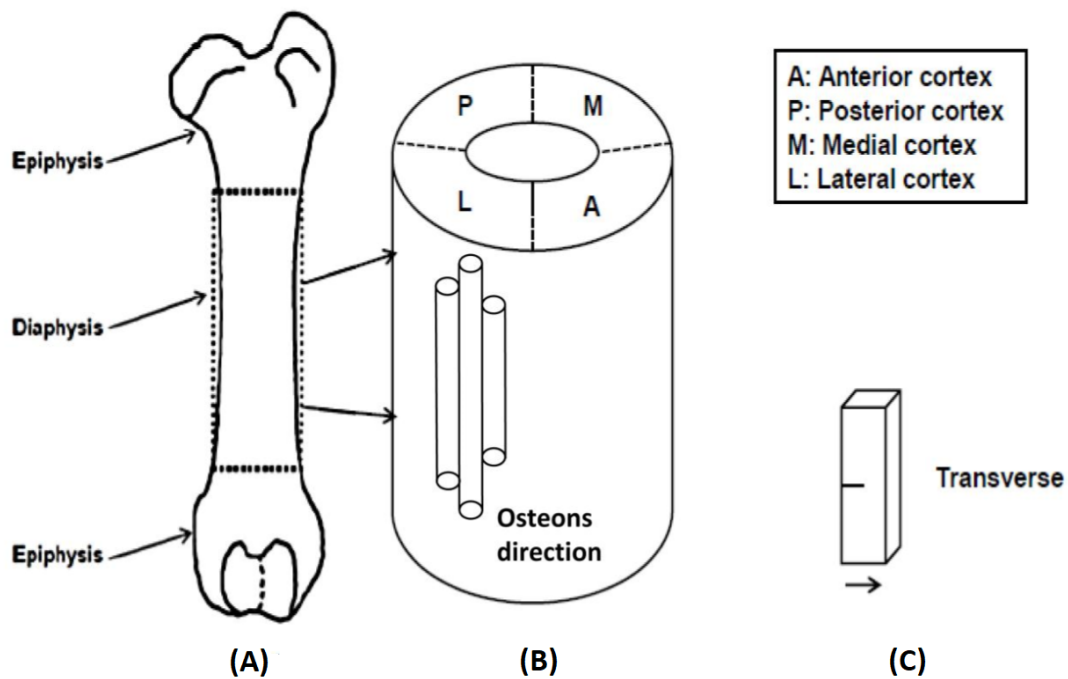 Epiphysis
Diaphysis
Epiphysis
(A)
P
M
L
A
Osteons
direction
(B)
A: Anterior cortex
P: Posterior cortex
M: Medial cortex
L: Lateral cortex
Transverse
(C)